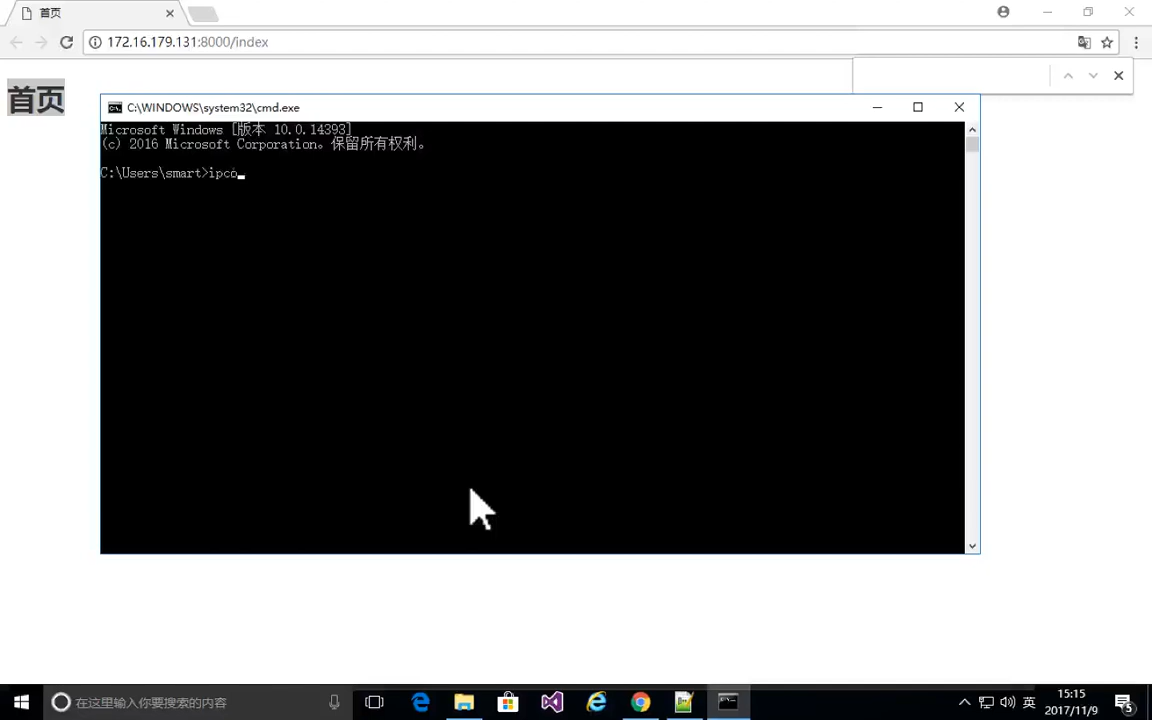 首页
172.16.179.131:8000/index
首页
C:\WINDOWS\system32\cmd.exe
Microsoft Windows [版本 10.0.14393]
(c) 2016 Microsoft Corporation。保留所有权利。
C:\Users\smart>ipco
在这里输入你要搜索的内容
英
15:15
2017/11/9
5